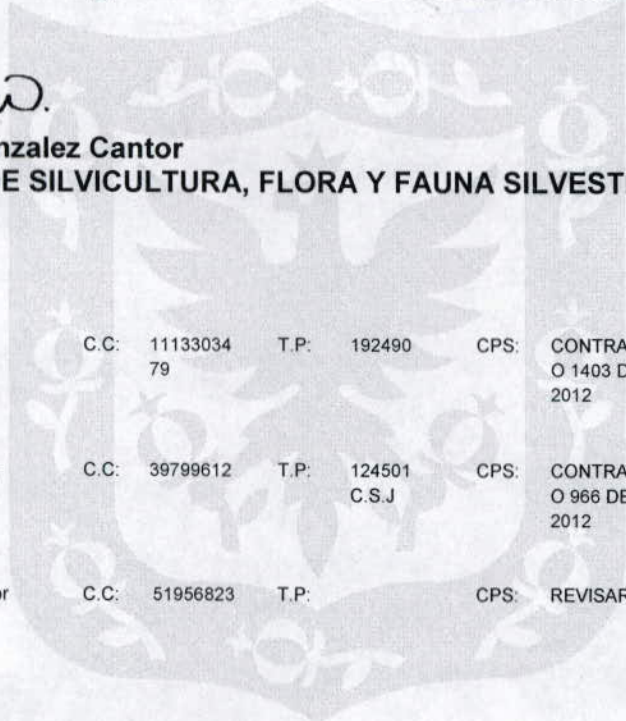 nzalez Cantor
E SILVICULTURA, FLORA Y FAUNA SILVEST
C.C: 11133034 T.P: 192490 CPS: CONTRA
79 O 1403 D
2012
C.C: 39799612 T.P: 124501 CPS: CONTRA
C.S.J O 966 DE
2012
or C.C: 51956823 T.P: CPS: REVISAR